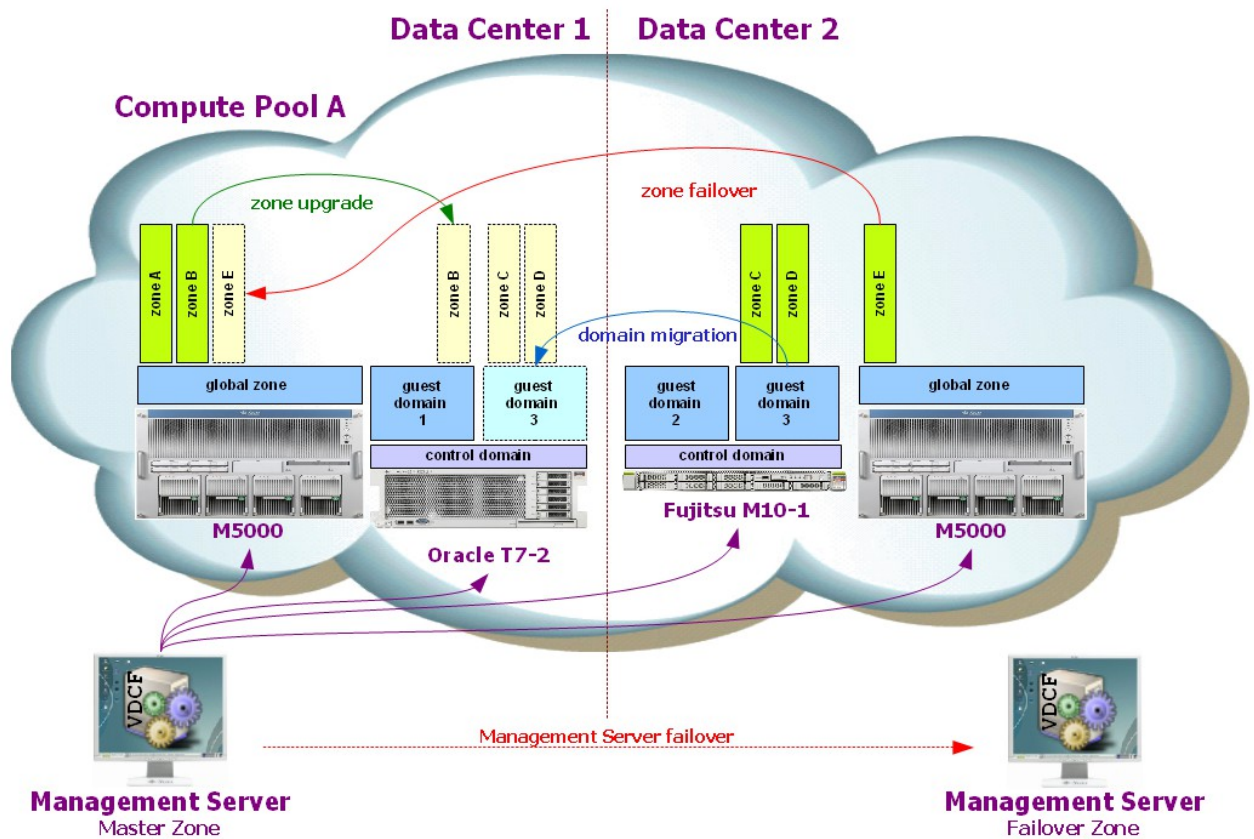 Data Center 1
Data Center 2
Compute Pool A
zone upgrade
zone failover
zone A
zone B
zone E
zone B
zone C
zone D
zone C
zone D
zone E
domain migration
global zone
guest
domain
1
guest
domain
3
guest
domain
2
guest
domain
3
global zone
control domain
control domain
M5000
Oracle T7-2
Fujitsu M10-1
M5000
VDCF
VDCF
Management Server failover
Management Server
Master Zone
Management Server
Failover Zone